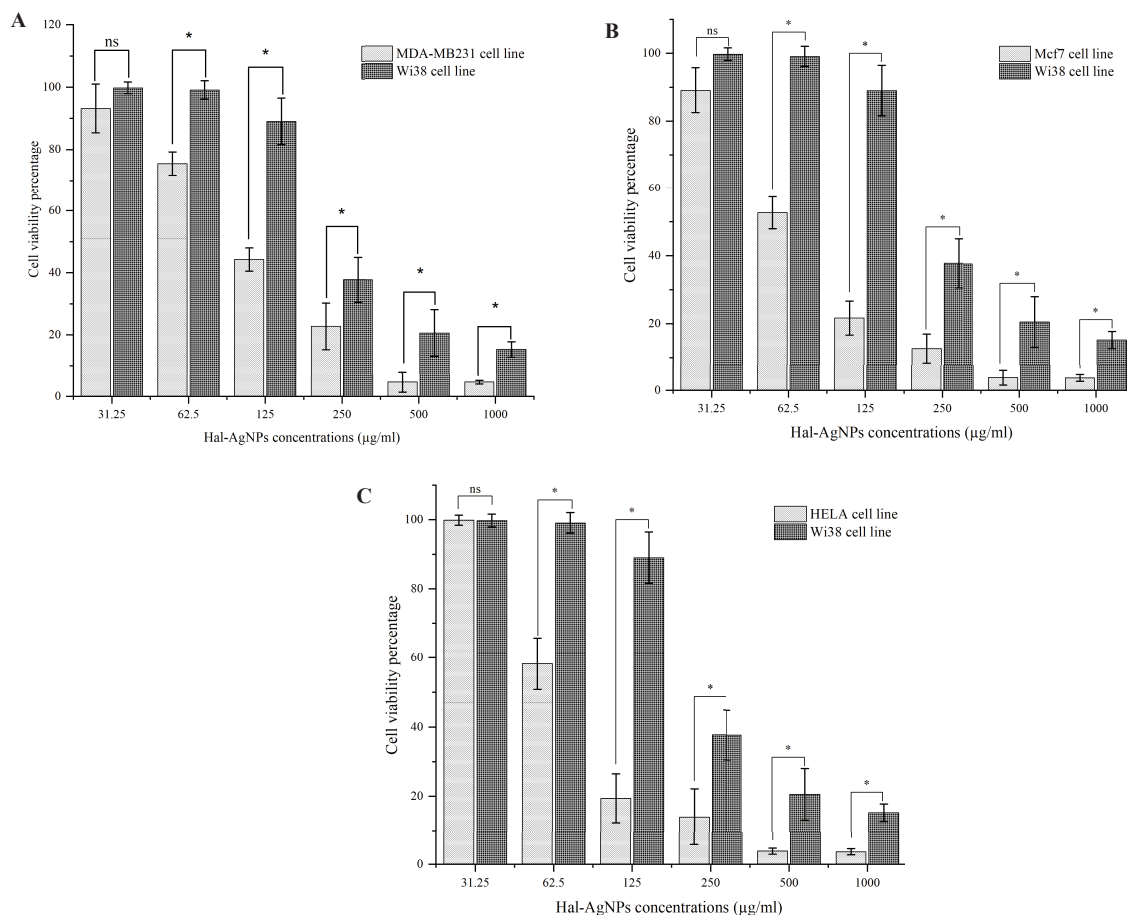 A
ns
*
*
*
*
*
MDA-MB231 cell line
Wi38 cell line
120
100
80
60
40
20
0
Cell viability percentage
31.25 62.5 125 250 500 1000
Hal-AgNPs concentrations (µg/ml)
B
ns
*
*
*
*
*
Mcf7 cell line
Wi38 cell line
100
80
60
40
20
0
Cell viability percentage
31.25 62.5 125 250 500 1000
Hal-AgNPs concentrations (µg/ml)
C
ns
*
*
*
*
*
HELA cell line
Wi38 cell line
100
80
60
40
20
0
Cell viability percentage
31.25 62.5 125 250 500 1000
Hal-AgNPs concentrations (µg/ml)